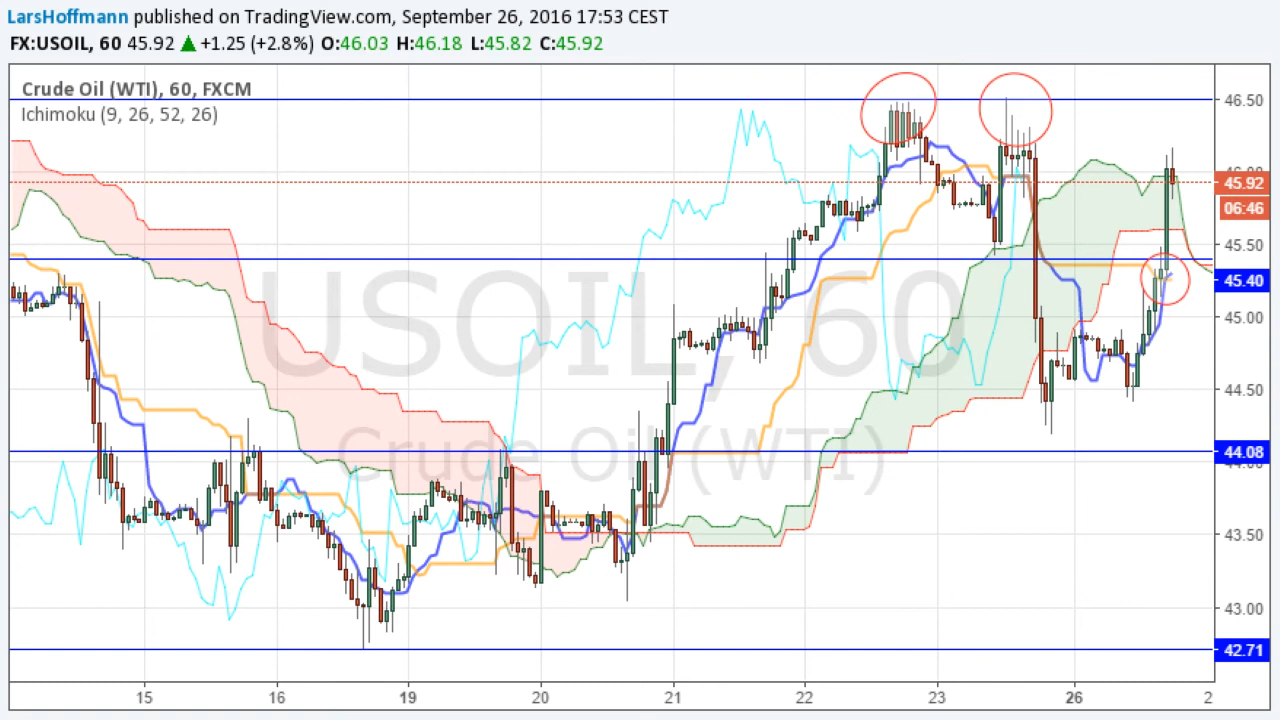 LarsHoffmann published on TradingView.com, September 26, 2016 17:53 CEST
FX:USOIL, 60 45.92 ▲ +1.25 (+2.8%) O:46.03 H:46.18 L:45.82 C:45.92
Crude Oil (WTI), 60, FXCM
Ichimoku (9, 26, 52, 26)
USOIL, 60
Crude Oil (WTI)
46.50
45.92
06:46
45.50
45.40
45.00
44.50
44.08
44.00
43.50
43.00
42.71
15 16 19 20 21 22 23 26 2